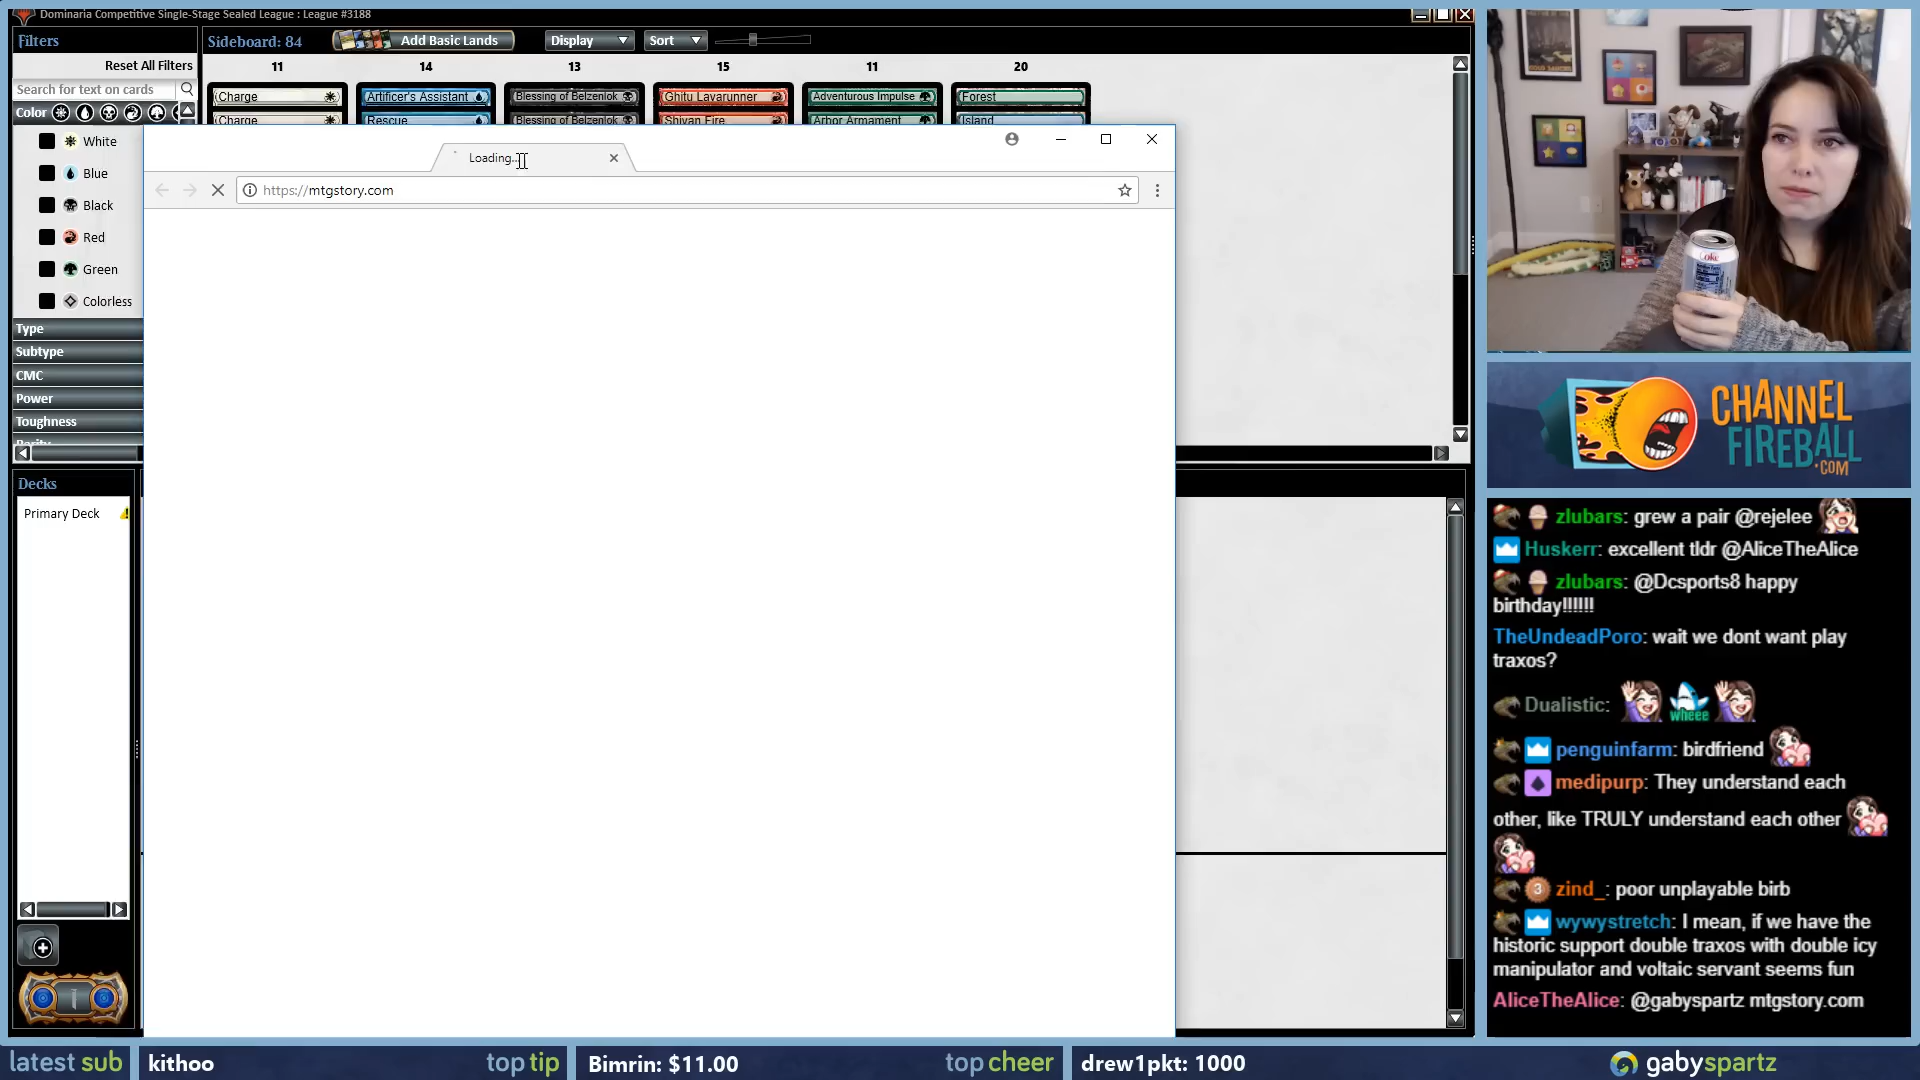 Dominaria Competitive Single-Stage Sealed League : League #3188
Filters
Sideboard: 84
Add Basic Lands
Display
Sort
Reset All Filters
Search for text on cards
Color
White
Blue
Black
Red
Green
Colorless
Type
Subtype
CMC
Power
Toughness
Rarity
11
14
13
15
11
20
Charge
Artificer's Assistant
Blessing of Belzenlok
Ghitu Lavarunner
Adventurous Impulse
Forest
Charge
Rescue
Blessing of Belzenlok
Shivan Fire
Arbor Armament
Island
Loading...
https://mtgstory.com
Decks
Primary Deck
Coke
CHANNEL
FIREBALL
.COM
zlubars: grew a pair @rejelee
Huskerr: excellent tldr @AliceTheAlice
zlubars: @Dcsports8 happy
birthday!!!!!!
TheUndeadPoro: wait we dont want play
traxos?
Dualistic:
wheee
penguinfarm: birdfriend
medipurp: They understand each
other, like TRULY understand each other
3 zind_: poor unplayable birb
wywystretch: I mean, if we have the
historic support double traxos with double icy
manipulator and voltaic servant seems fun
AliceTheAlice: @gabyspartz mtgstory.com
latest sub
kithoo
top tip
Bimrin: $11.00
top cheer
drew1pkt: 1000
gabyspartz